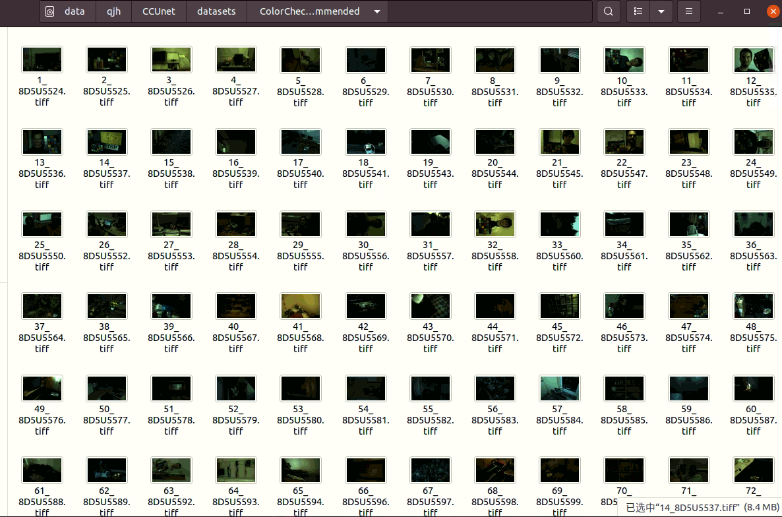 data qjh CCUnet datasets ColorChec...mmended
1_ 2_ 3_ 4_ 5_ 6_ 7_ 8_ 9_ 10_ 11_ 12_
8D5U5524. 8D5U5525. 8D5U5526. 8D5U5527. 8D5U5528. 8D5U5529. 8D5U5530. 8D5U5531. 8D5U5532. 8D5U5533. 8D5U5534. 8D5U5535.
tiff tiff tiff tiff tiff tiff tiff tiff tiff tiff tiff tiff
13_ 14_ 15_ 16_ 17_ 18_ 19_ 20_ 21_ 22_ 23_ 24_
8D5U5536. 8D5U5537. 8D5U5538. 8D5U5539. 8D5U5540. 8D5U5541. 8D5U5543. 8D5U5544. 8D5U5545. 8D5U5547. 8D5U5548. 8D5U5549.
tiff tiff tiff tiff tiff tiff tiff tiff tiff tiff tiff tiff
25_ 26_ 27_ 28_ 29_ 30_ 31_ 32_ 33_ 34_ 35_ 36_
8D5U5550. 8D5U5552. 8D5U5553. 8D5U5554. 8D5U5555. 8D5U5556. 8D5U5557. 8D5U5558. 8D5U5560. 8D5U5561. 8D5U5562. 8D5U5563.
tiff tiff tiff tiff tiff tiff tiff tiff tiff tiff tiff tiff
37_ 38_ 39_ 40_ 41_ 42_ 43_ 44_ 45_ 46_ 47_ 48_
8D5U5564. 8D5U5565. 8D5U5566. 8D5U5567. 8D5U5568. 8D5U5569. 8D5U5570. 8D5U5571. 8D5U5572. 8D5U5573. 8D5U5574. 8D5U5575.
tiff tiff tiff tiff tiff tiff tiff tiff tiff tiff tiff tiff
49_ 50_ 51_ 52_ 53_ 54_ 55_ 56_ 57_ 58_ 59_ 60_
8D5U5576. 8D5U5577. 8D5U5578. 8D5U5579. 8D5U5580. 8D5U5581. 8D5U5582. 8D5U5583. 8D5U5584. 8D5U5585. 8D5U5586. 8D5U5587.
tiff tiff tiff tiff tiff tiff tiff tiff tiff tiff tiff tiff
61_ 62_ 63_ 64_ 65_ 66_ 67_ 68_ 69_ 70_ 71_ 72_
8D5U5588. 8D5U5589. 8D5U5592. 8D5U5593. 8D5U5594. 8D5U5596. 8D5U5597. 8D5U5598. 8D5U5599.
tiff tiff tiff tiff tiff tiff tiff tiff tiff
已选中“14_8D5U5537.tiff” (8.4 MB)